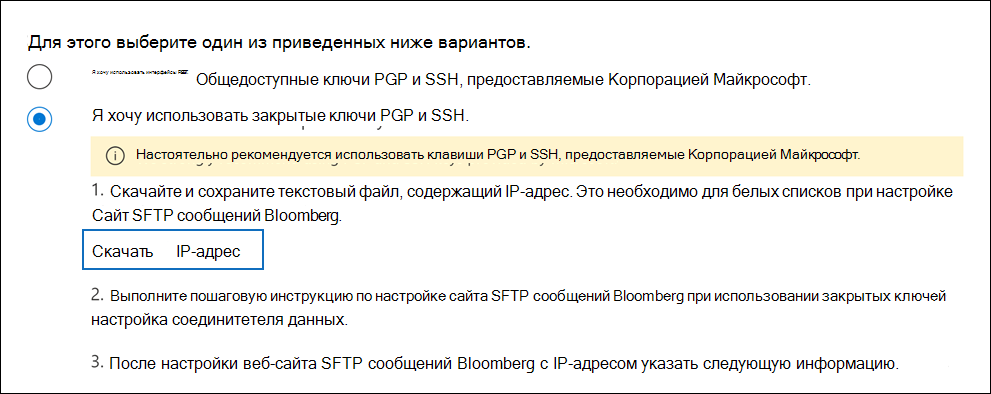 Для этого выберите один из приведенных ниже вариантов.
Я хочу использовать интерфейсы Общедоступные ключи PGP и SSH, предоставляемые Корпорацией Майкрософт.
Я хочу использовать закрытые ключи PGP и SSH.
Настоятельно рекомендуется использовать клавиши PGP и SSH, предоставляемые Корпорацией Майкрософт.
1. Скачайте и сохраните текстовый файл, содержащий IP-адрес. Это необходимо для белых списков при настройке
Сайт SFTP сообщений Bloomberg.
Скачать IP-адрес
2. Выполните пошаговую инструкцию по настройке сайта SFTP сообщений Bloomberg при использовании закрытых ключей
настройка соединитетеля данных.
3. После настройки веб-сайта SFTP сообщений Bloomberg с IP-адресом указать следующую информацию.